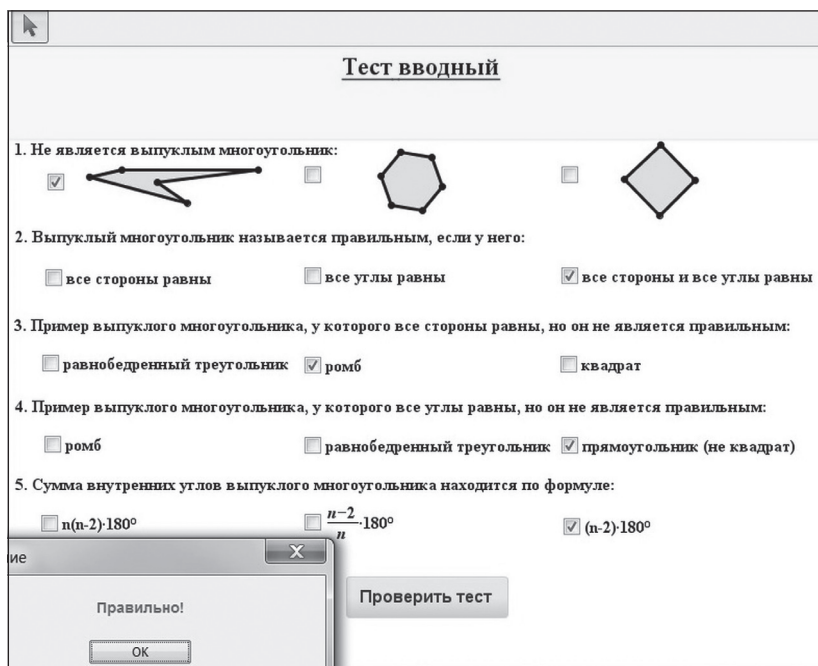 Тест вводный
1. Не является выпуклым многоугольник:
2. Выпуклый многоугольник называется правильным, если у него:
все стороны равны все углы равны все стороны и все углы равны
3. Пример выпуклого многоугольника, у которого все стороны равны, но он не является правильным:
равнобедренный треугольник ромб квадрат
4. Пример выпуклого многоугольника, у которого все углы равны, но он не является правильным:
ромб равнобедренный треугольник прямоугольник (не квадрат)
5. Сумма внутренних углов выпуклого многоугольника находится по формуле:
n(n-2)·180° n−2/n·180° (n-2)·180°
ие X
Правильно! Проверить тест
OK